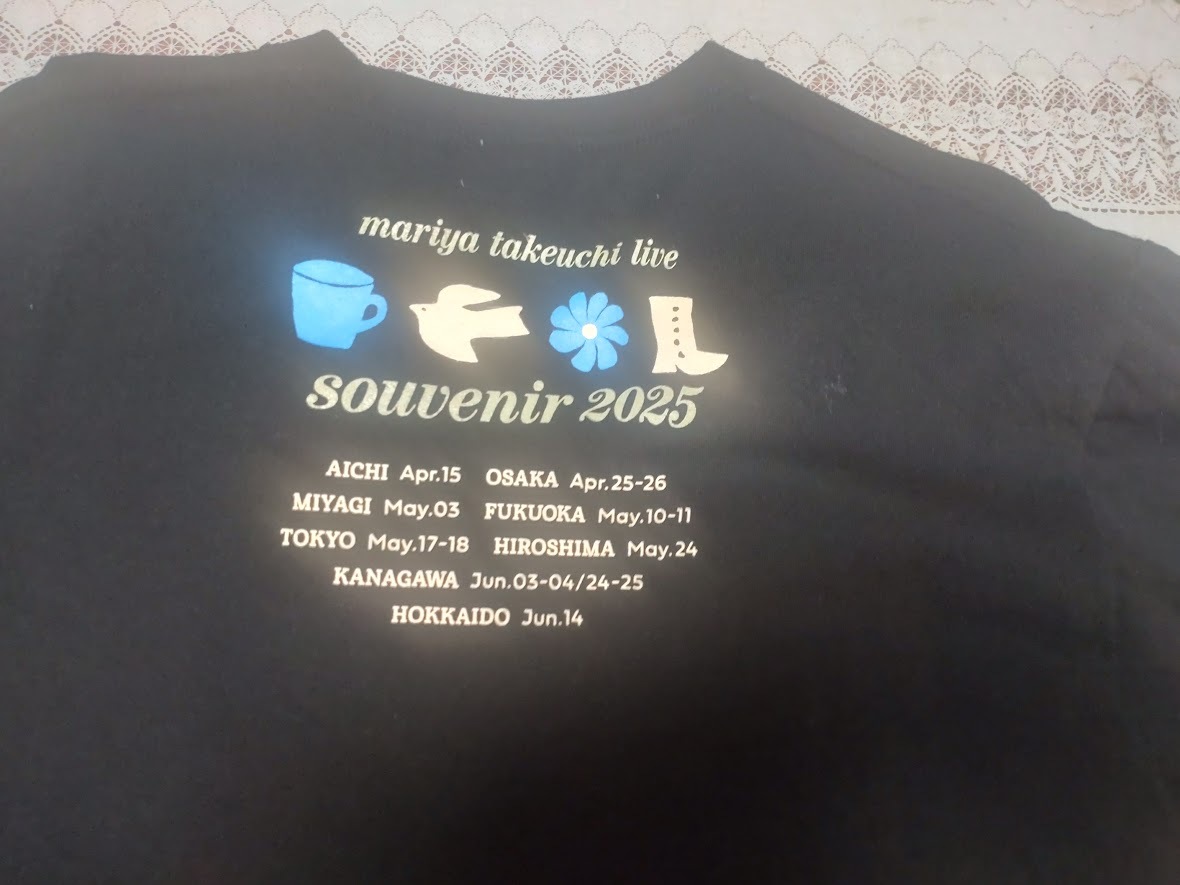 mariya takeuchi live
souvenir 2025
AICHI Apr.15 OSAKA Apr.25-26
MIYAGI May.03 FUKUOKA May.10-11
TOKYO May.17-18 HIROSHIMA May.24
KANAGAWA Jun.03-04/24-25
HOKKAIDO Jun.14